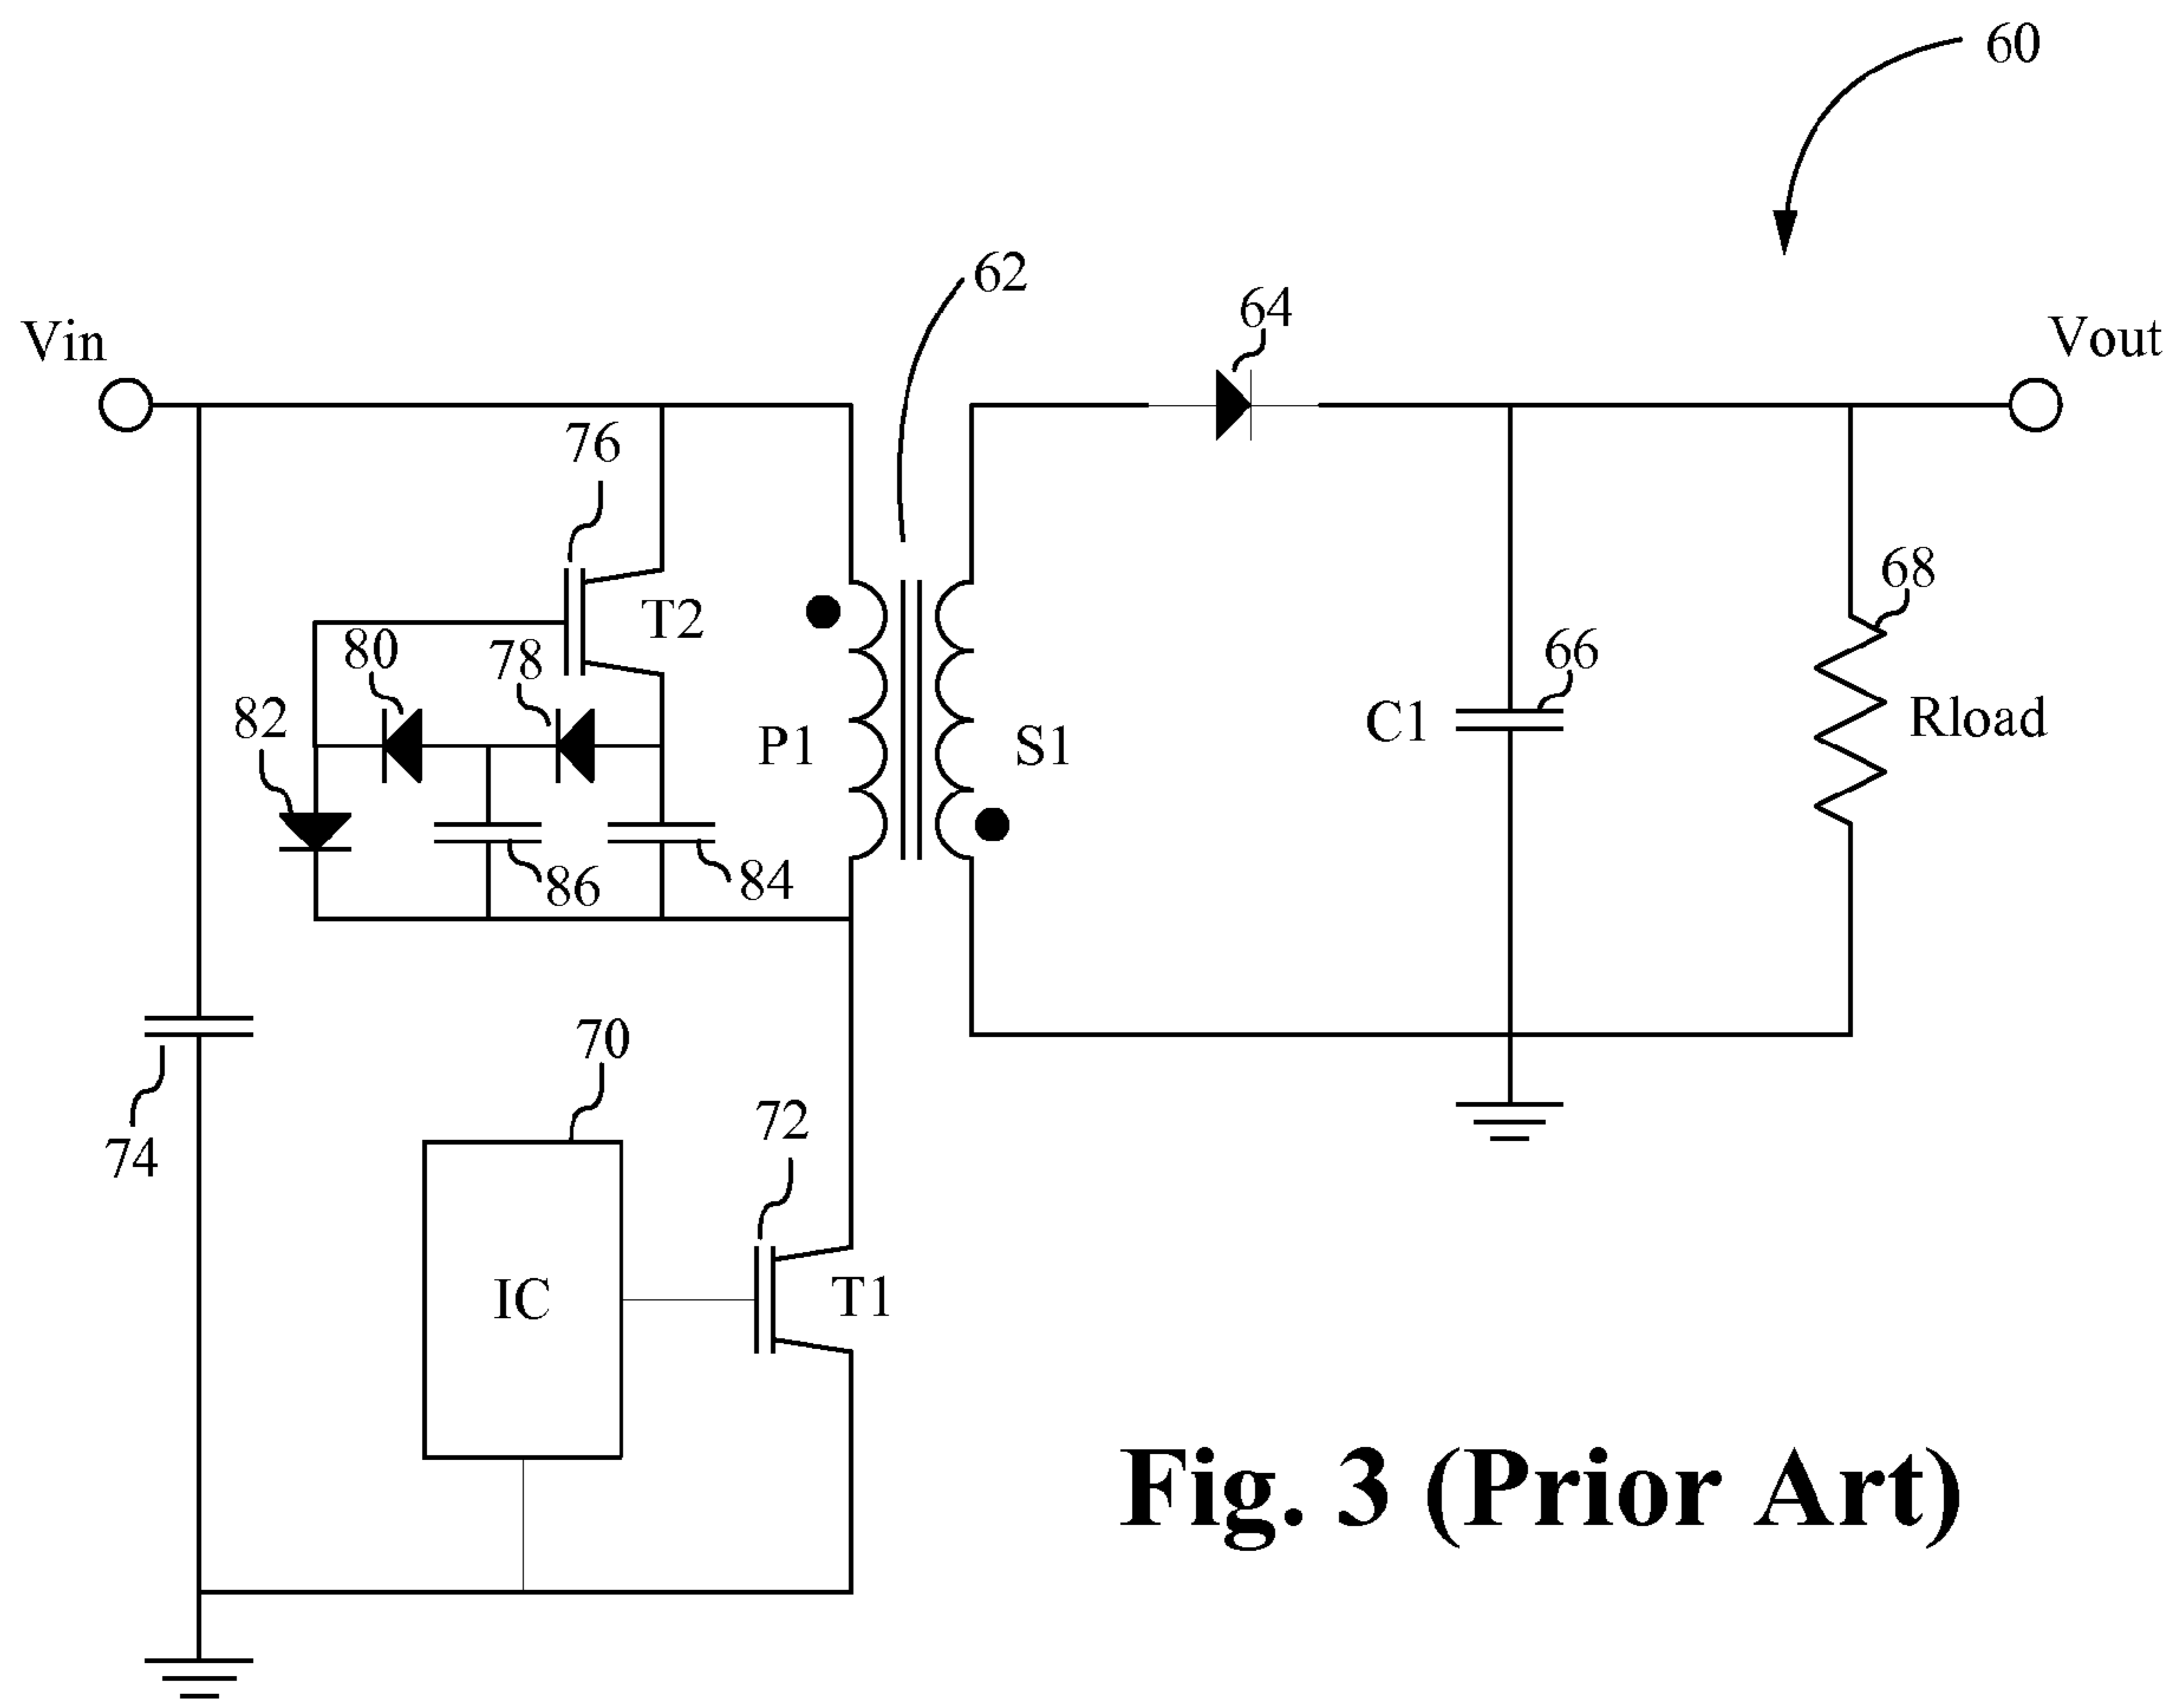 60
62
64
Vin
Vout
76
68
T2
80
78
66
82
P1
S1
C1
Rload
86
84
70
72
74
IC
T1
Fig. 3 (Prior Art)